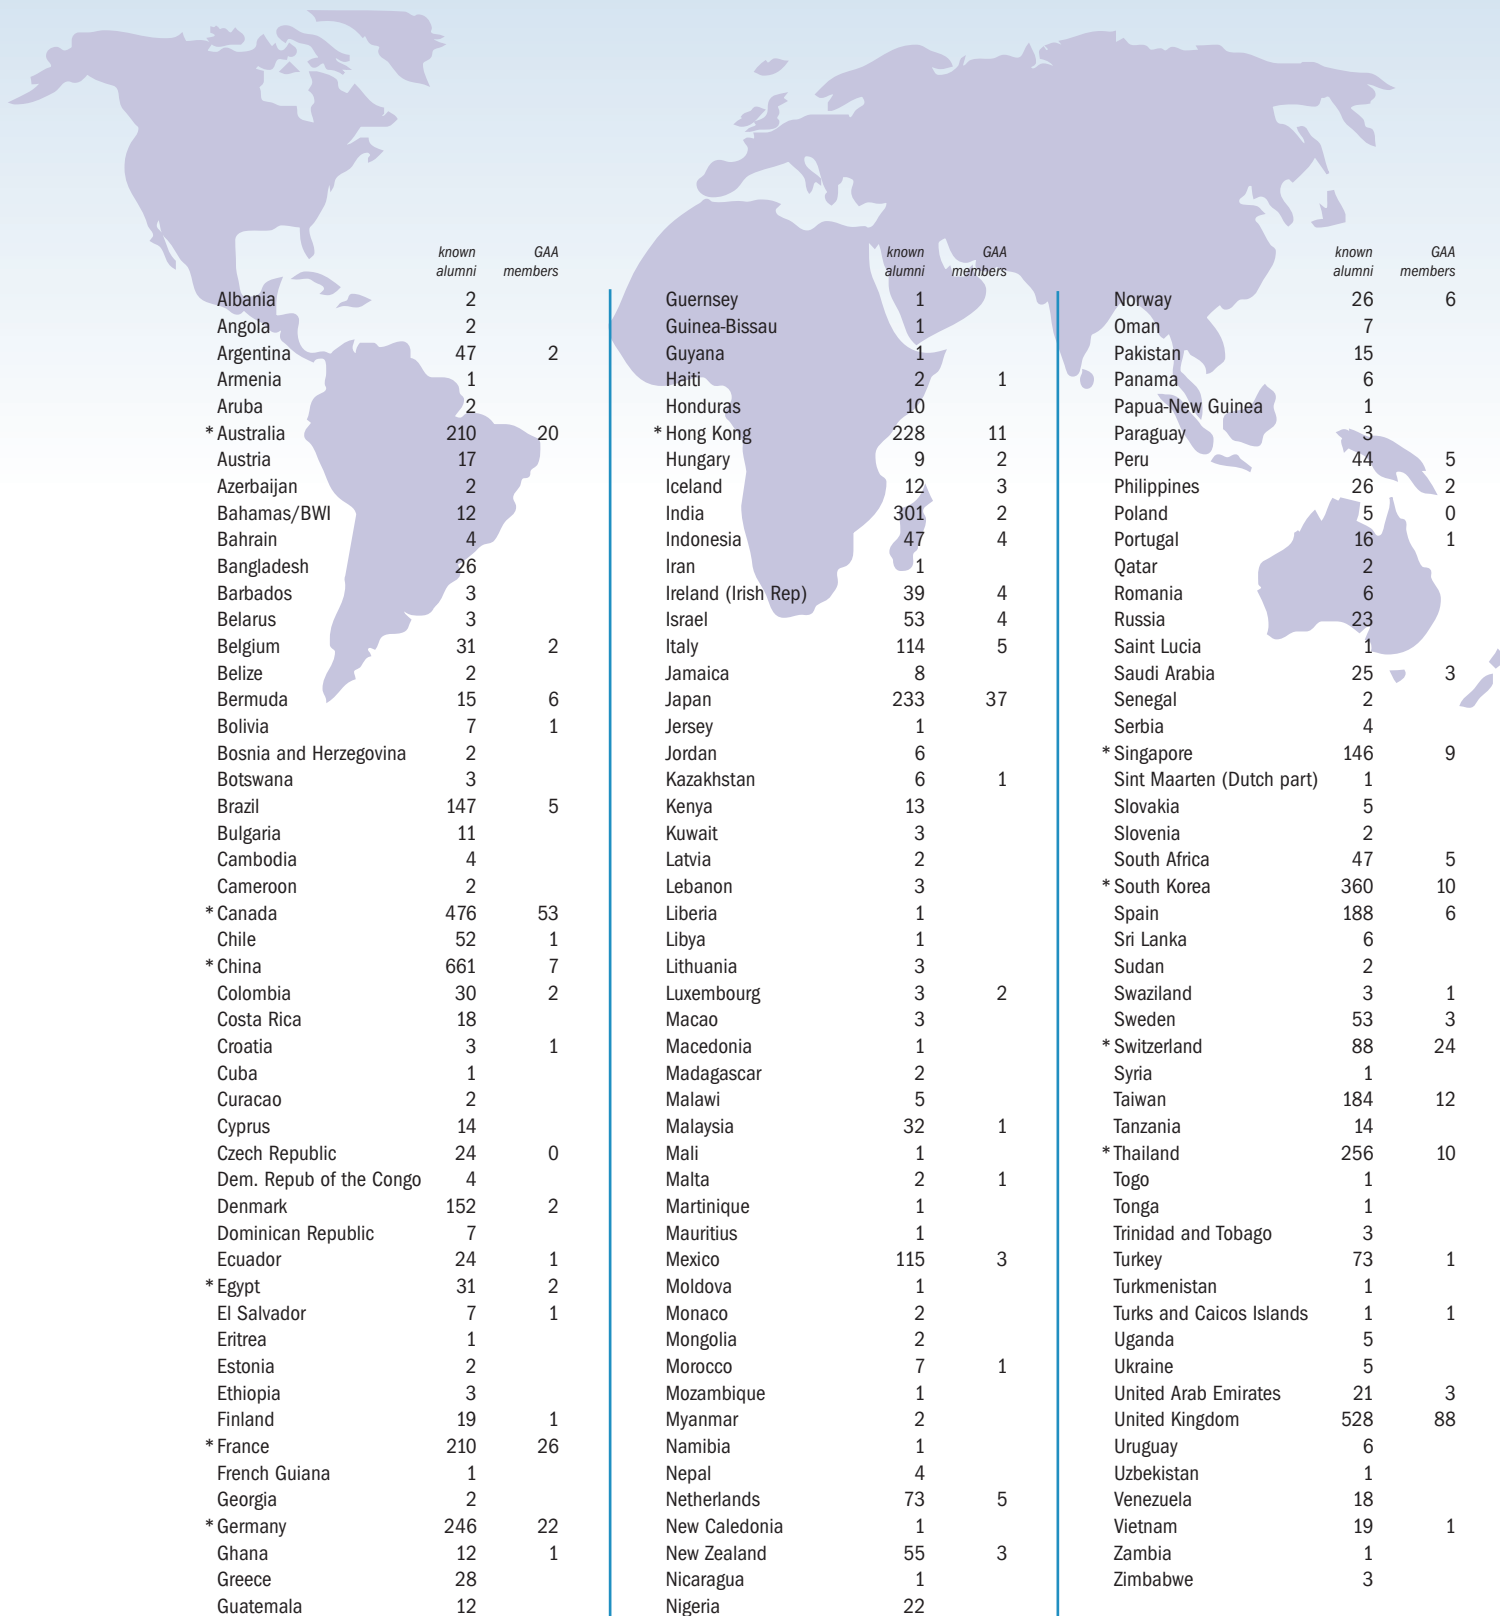 known GAA
alumni members
Albania 2
Angola 2
Argentina 47 2
Armenia 1
Aruba 2
* Australia 210 20
Austria 17
Azerbaijan 2
Bahamas/BWI 12
Bahrain 4
Bangladesh 26
Barbados 3
Belarus 3
Belgium 31 2
Belize 2
Bermuda 15 6
Bolivia 7 1
Bosnia and Herzegovina 2
Botswana 3
Brazil 147 5
Bulgaria 11
Cambodia 4
Cameroon 2
* Canada 476 53
Chile 52 1
* China 661 7
Colombia 30 2
Costa Rica 18
Croatia 3 1
Cuba 1
Curacao 2
Cyprus 14
Czech Republic 24 0
Dem. Repub of the Congo 4
Denmark 152 2
Dominican Republic 7
Ecuador 24 1
* Egypt 31 2
El Salvador 7 1
Eritrea 1
Estonia 2
Ethiopia 3
Finland 19 1
* France 210 26
French Guiana 1
Georgia 2
* Germany 246 22
Ghana 12 1
Greece 28
Guatemala 12
known GAA
alumni members
Guernsey 1
Guinea-Bissau 1
Guyana 1
Haiti 2 1
Honduras 10
* Hong Kong 228 11
Hungary 9 2
Iceland 12 3
India 301 2
Indonesia 47 4
Iran 1
Ireland (Irish Rep) 39 4
Israel 53 4
Italy 114 5
Jamaica 8
Japan 233 37
Jersey 1
Jordan 6
Kazakhstan 6 1
Kenya 13
Kuwait 3
Latvia 2
Lebanon 3
Liberia 1
Libya 1
Lithuania 3
Luxembourg 3 2
Macao 3
Macedonia 1
Madagascar 2
Malawi 5
Malaysia 32 1
Mali 1
Malta 2 1
Martinique 1
Mauritius 1
Mexico 115 3
Moldova 1
Monaco 2
Mongolia 2
Morocco 7 1
Mozambique 1
Myanmar 2
Namibia 1
Nepal 4
Netherlands 73 5
New Caledonia 1
New Zealand 55 3
Nicaragua 1
Nigeria 22
known GAA
alumni members
Norway 26 6
Oman 7
Pakistan 15
Panama 6
Papua-New Guinea 1
Paraguay 3
Peru 44 5
Philippines 26 2
Poland 5 0
Portugal 16 1
Qatar 2
Romania 6
Russia 23
Saint Lucia 1
Saudi Arabia 25 3
Senegal 2
Serbia 4
* Singapore 146 9
Sint Maarten (Dutch part) 1
Slovakia 5
Slovenia 2
South Africa 47 5
* South Korea 360 10
Spain 188 6
Sri Lanka 6
Sudan 2
Swaziland 3 1
Sweden 53 3
* Switzerland 88 24
Syria 1
Taiwan 184 12
Tanzania 14
* Thailand 256 10
Togo 1
Tonga 1
Trinidad and Tobago 3
Turkey 73 1
Turkmenistan 1
Turks and Caicos Islands 1 1
Uganda 5
Ukraine 5
United Arab Emirates 21 3
United Kingdom 528 88
Uruguay 6
Uzbekistan 1
Venezuela 18
Vietnam 19 1
Zambia 1
Zimbabwe 3